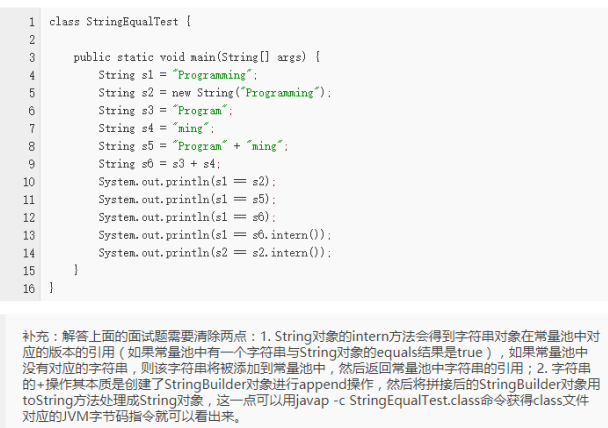 1 class StringEqualTest {
2
3     public static void main(String[] args) {
4         String s1 = "Programming";
5         String s2 = new String("Programming");
6         String s3 = "Program";
7         String s4 = "ming";
8         String s5 = "Program" + "ming";
9         String s6 = s3 + s4;
10         System.out.println(s1 == s2);
11         System.out.println(s1 == s5);
12         System.out.println(s1 == s6);
13         System.out.println(s1 == s6.intern());
14         System.out.println(s2 == s2.intern());
15     }
16 }
补充：解答上面的面试题需要清除两点：1. String对象的intern方法会得到字符串对象在常量池中对
应的版本的引用（如果常量池中有一个字符串与String对象的equals结果是true），如果常量池中
没有对应的字符串，则该字符串将被添加到常量池中，然后返回常量池中字符串的引用；2. 字符串
的+操作其本质是创建了StringBuilder对象进行append操作，然后将拼接后的StringBuilder对象用
toString方法处理成String对象，这一点可以用javap -c StringEqualTest.class命令获得class文件
对应的JVM字节码指令就可以看出来。